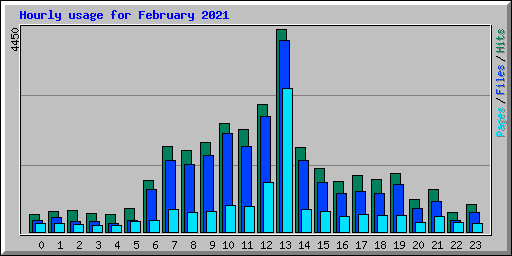 Hourly usage for February 2021
4450
Pages/Files/Hits
0 1 2 3 4 5 6 7 8 9 10 11 12 13 14 15 16 17 18 19 20 21 22 23